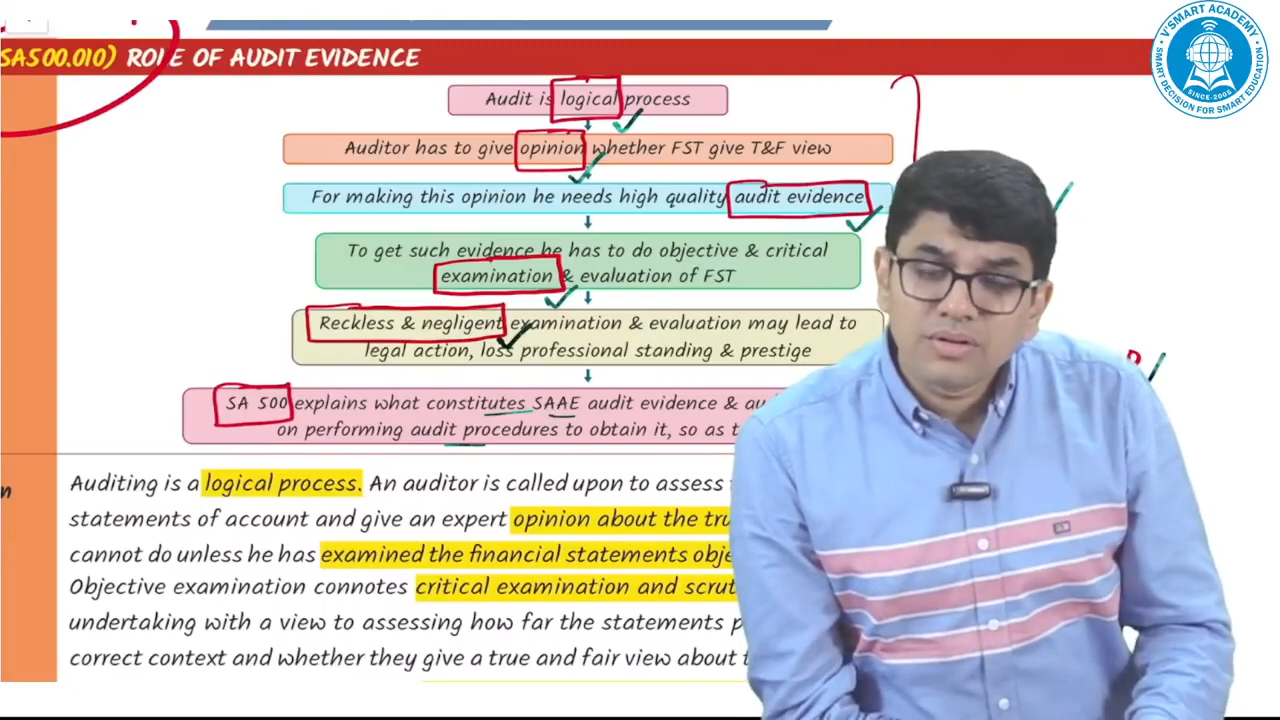 SA500.010) ROLE OF AUDIT EVIDENCE
V'SMART ACADEMY
SMART DECISION FOR SMART EDUCATION
SINCE-2005
Audit is logical process
Auditor has to give opinion whether FST give T&F view
For making this opinion he needs high quality audit evidence
To get such evidence he has to do objective & critical
examination & evaluation of FST
Reckless & negligent examination & evaluation may lead to
legal action, loss professional standing & prestige
SA 500 explains what constitutes SAAE audit evidence &
on performing audit procedures to obtain it, so as
Auditing is a logical process. An auditor is called upon to assess
statements of account and give an expert opinion about the
cannot do unless he has examined the financial statements
Objective examination connotes critical examination and
undertaking with a view to assessing how far the statements
correct context and whether they give a true and fair view about